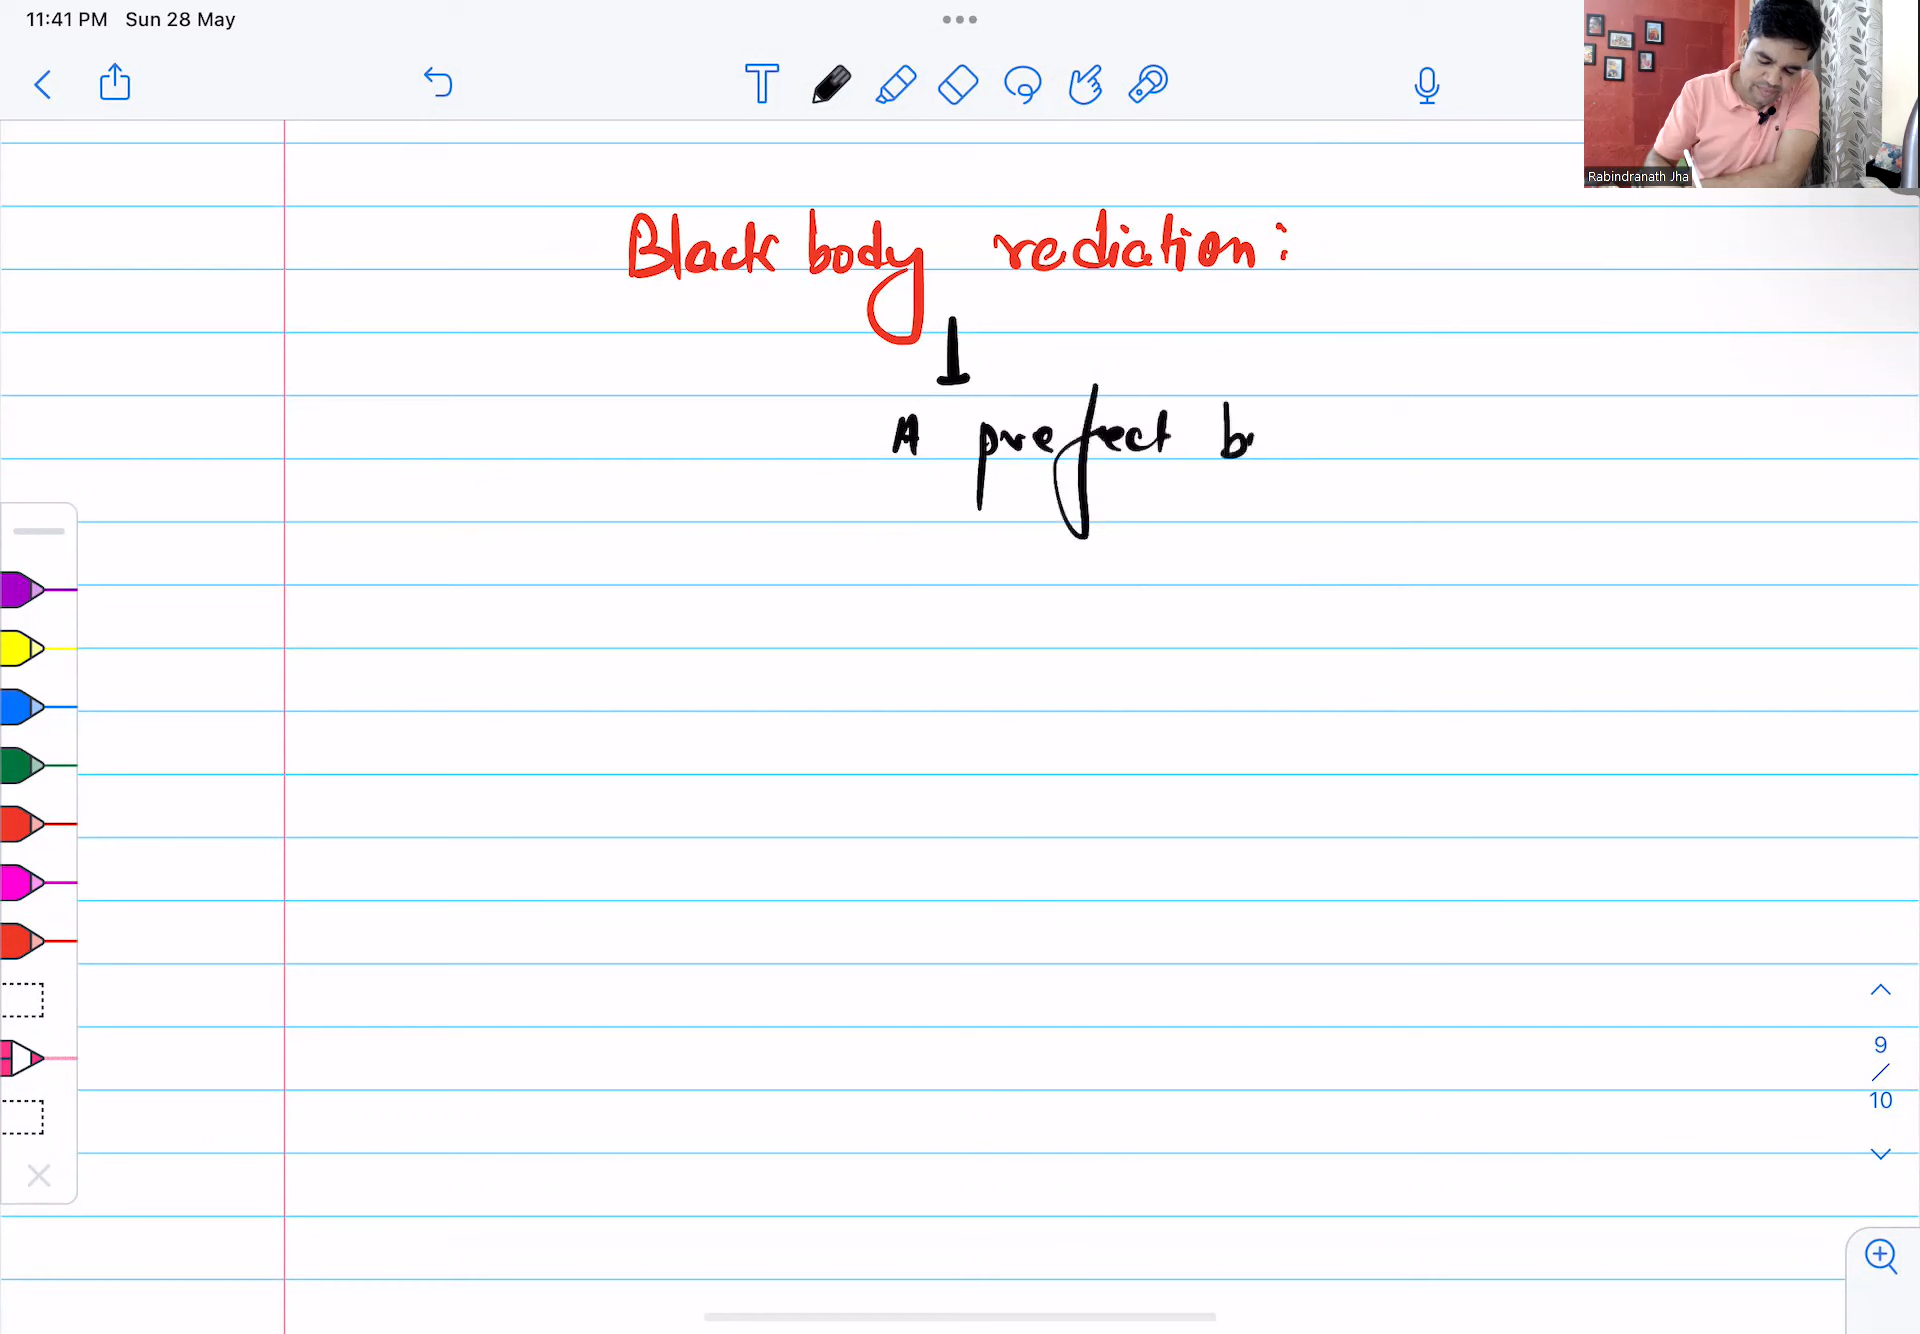 11:41 PM Sun 28 May
T
Rabindranath Jha
Black body rediation:
A prefect b
9
/
10